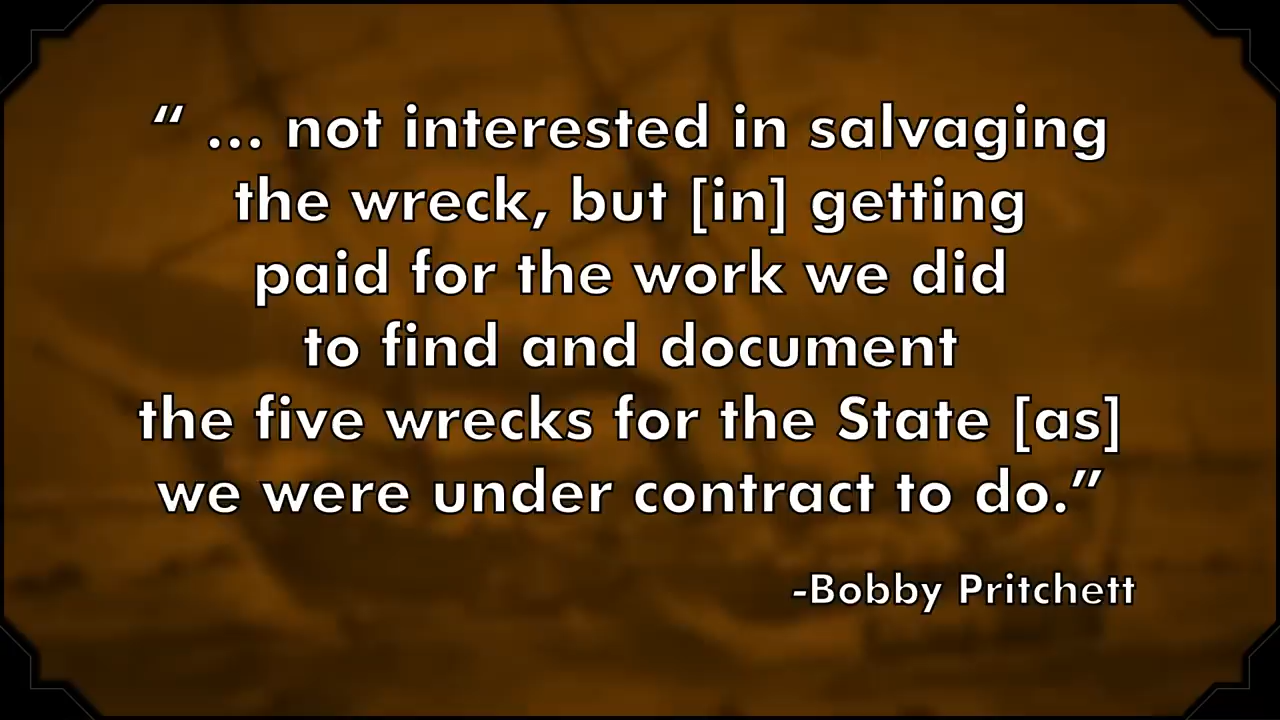 “ ... not interested in salvaging
the wreck, but [in] getting
paid for the work we did
to find and document
the five wrecks for the State [as]
we were under contract to do.”
-Bobby Pritchett